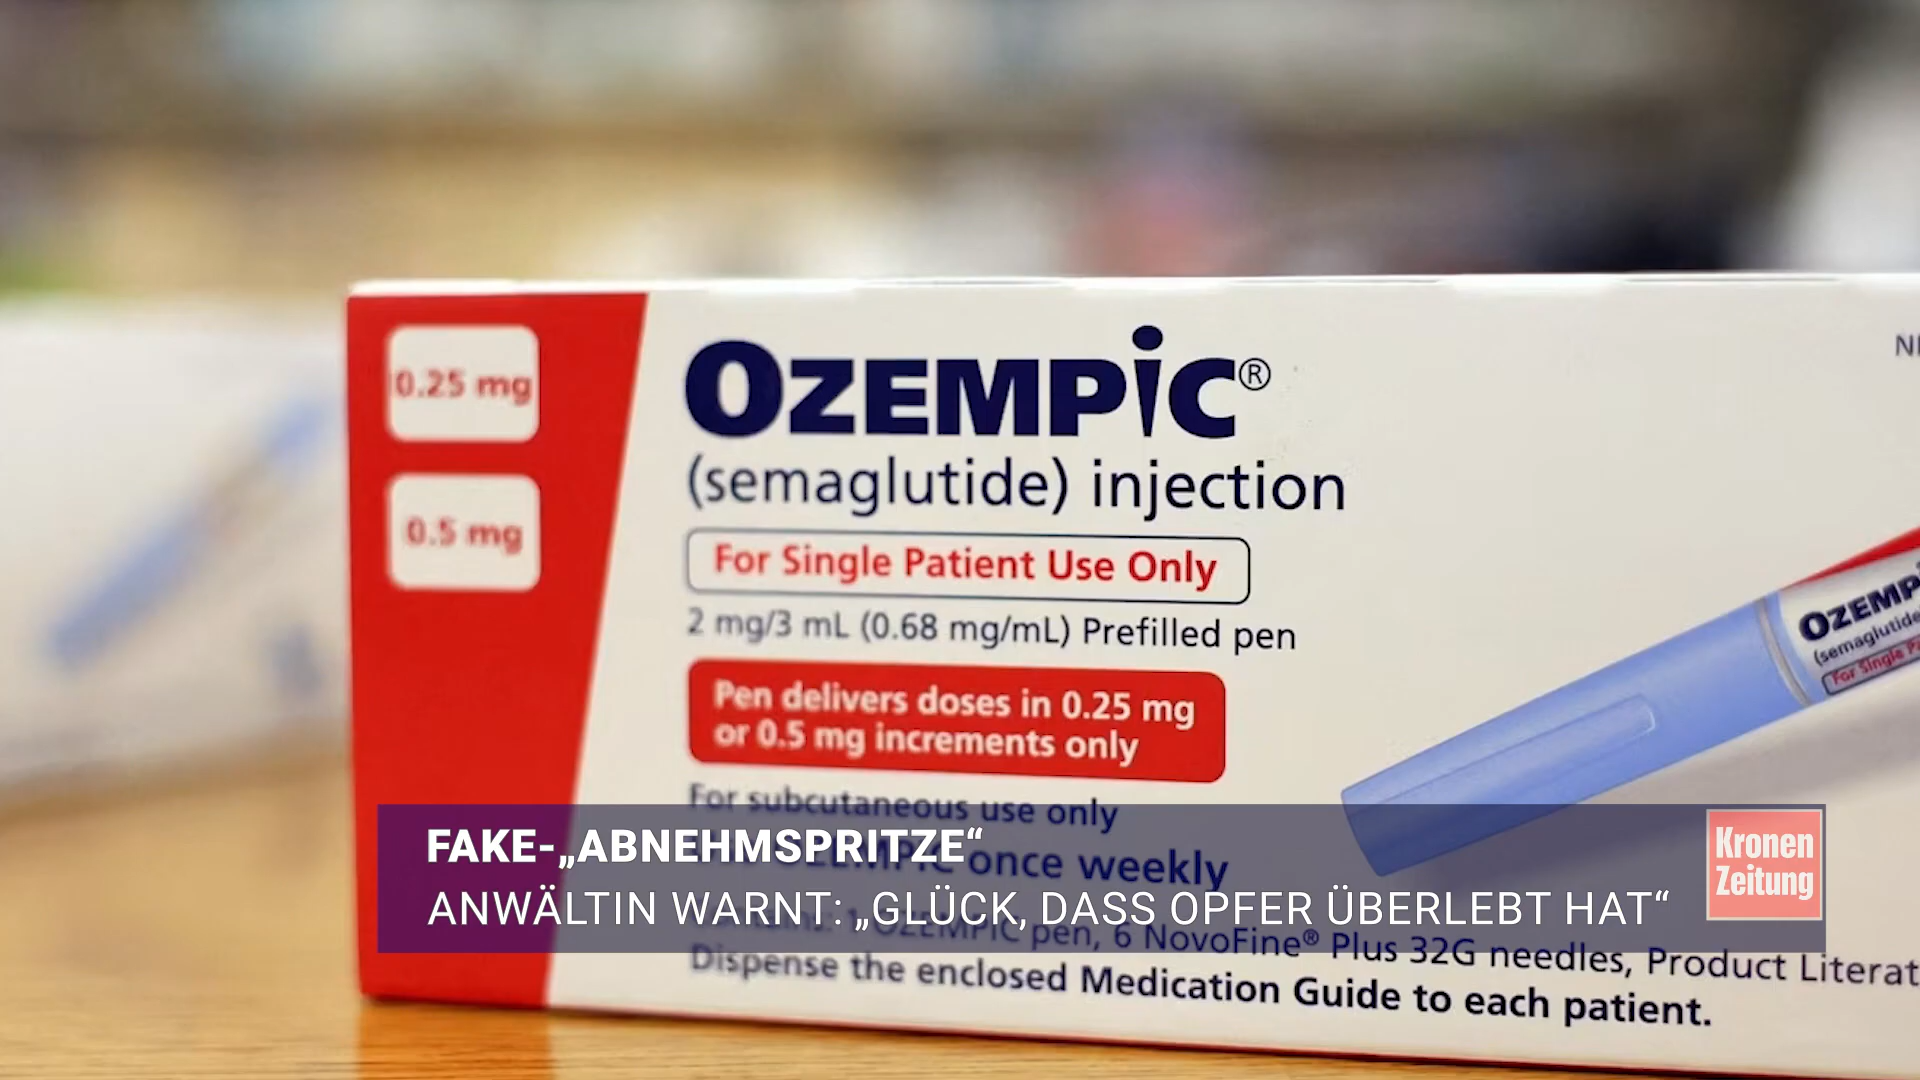 0.25 mg
0.5 mg
OZEMPIC®
(semaglutide) injection
For Single Patient Use Only
2 mg/3 mL (0.68 mg/mL) Prefilled pen
Pen delivers doses in 0.25 mg
or 0.5 mg increments only
For subcutaneous use only
OZEMPIC once weekly
1 OZEMPIC pen, 6 NovoFine® Plus 32G needles, Product
Dispense the enclosed Medication Guide to each patient.
OZEMP
(semaglutide
For Single
FAKE-„ABNEHMSPRITZE“
ANWÄLTIN WARNT: „GLÜCK, DASS OPFER ÜBERLEBT HAT“
Kronen
Zeitung